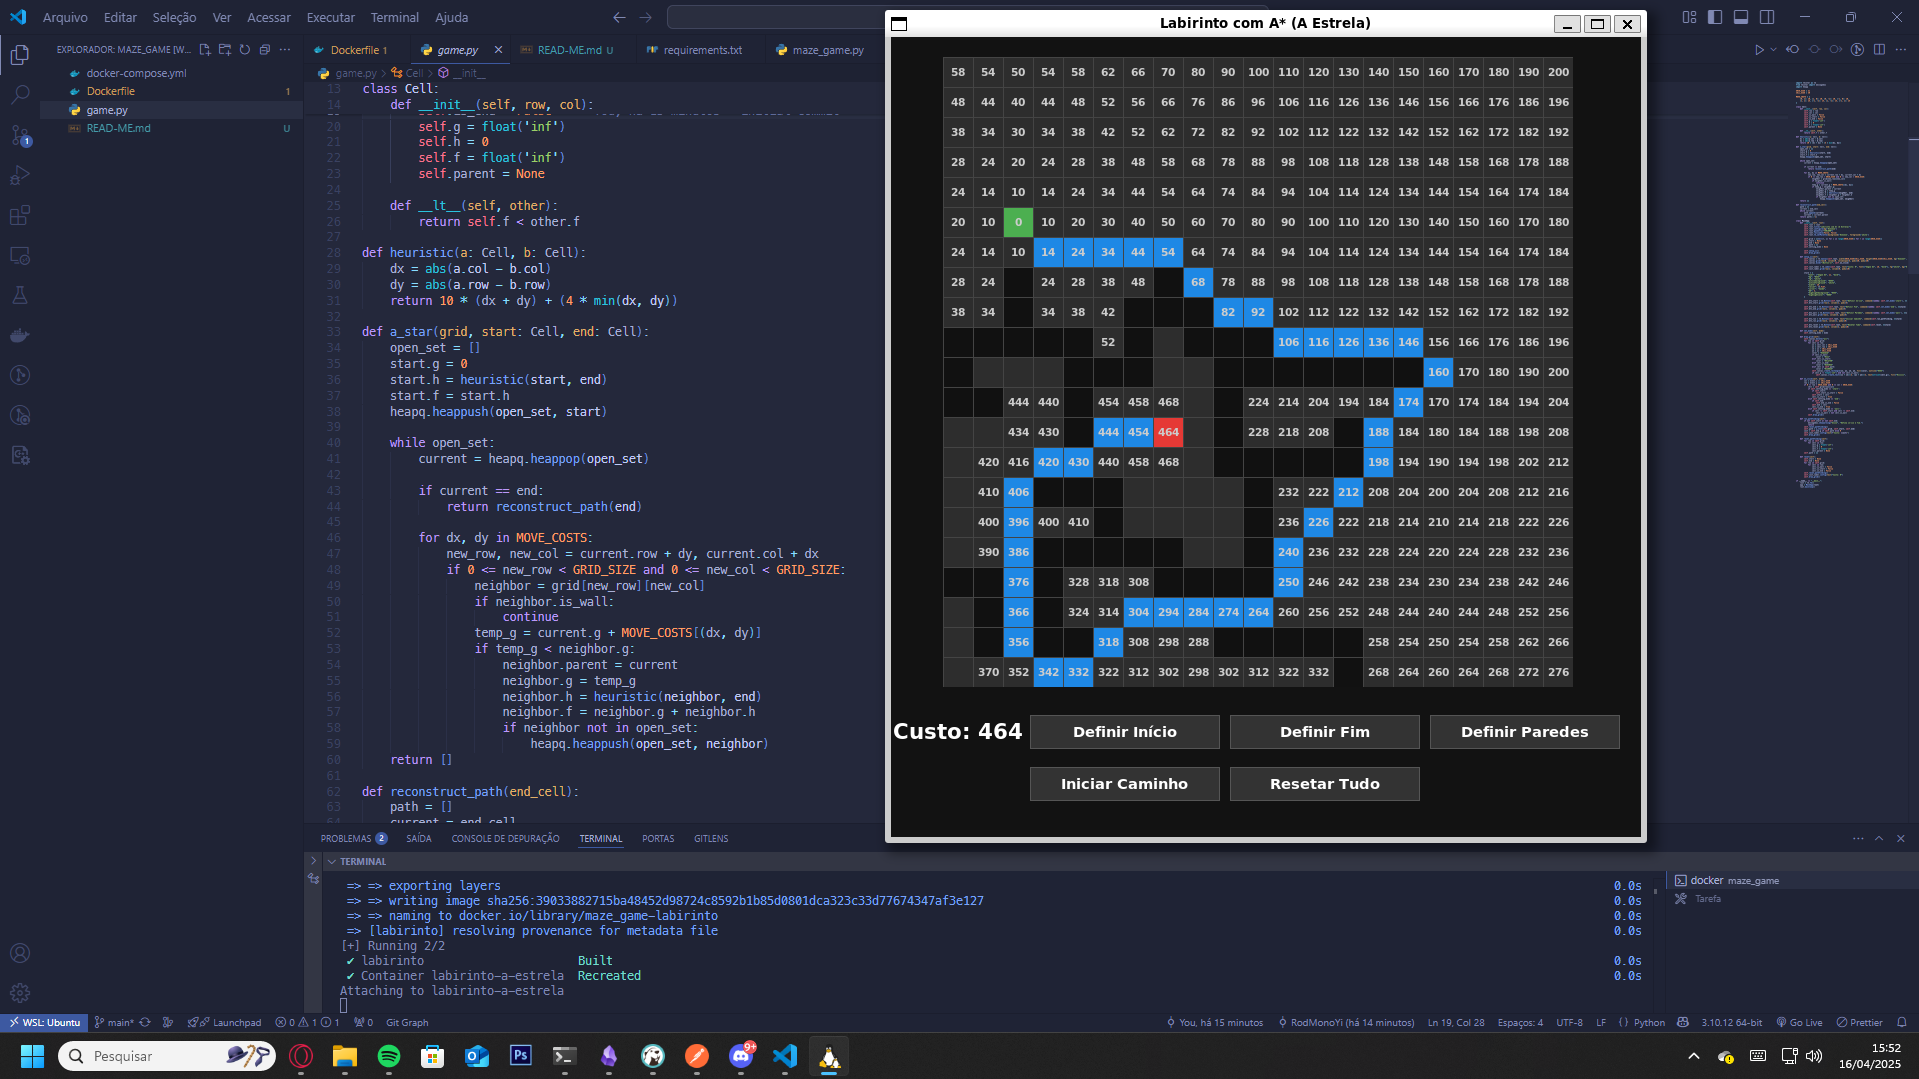 Arquivo Editar Seleção Ver Acessar Executar Terminal Ajuda
EXPLORADOR: MAZE_GAME [W...
docker-compose.yml
Dockerfile 1
game.py
READ-ME.md U
Dockerfile 1 game.py READ-ME.md U requirements.txt maze_game.py
game.py > Cell > __init__
13 class Cell:
14 def __init__(self, row, col):
20 self.g = float('inf')
21 self.h = 0
22 self.f = float('inf')
23 self.parent = None
24
25 def __lt__(self, other):
26 return self.f < other.f
27
28 def heuristic(a: Cell, b: Cell):
29 dx = abs(a.col - b.col)
30 dy = abs(a.row - b.row)
31 return 10 * (dx + dy) + (4 * min(dx, dy))
32
33 def a_star(grid, start: Cell, end: Cell):
34 open_set = []
35 start.g = 0
36 start.h = heuristic(start, end)
37 start.f = start.h
38 heapq.heappush(open_set, start)
39
40 while open_set:
41 current = heapq.heappop(open_set)
42
43 if current == end:
44 return reconstruct_path(end)
45
46 for dx, dy in MOVE_COSTS:
47 new_row, new_col = current.row + dy, current.col + dx
48 if 0 <= new_row < GRID_SIZE and 0 <= new_col < GRID_SIZE:
49 neighbor = grid[new_row][new_col]
50 if neighbor.is_wall:
51 continue
52 temp_g = current.g + MOVE_COSTS[(dx, dy)]
53 if temp_g < neighbor.g:
54 neighbor.parent = current
55 neighbor.g = temp_g
56 neighbor.h = heuristic(neighbor, end)
57 neighbor.f = neighbor.g + neighbor.h
58 if neighbor not in open_set:
59 heapq.heappush(open_set, neighbor)
60 return []
61
62 def reconstruct_path(end_cell):
63 path = []
Labirinto com A* (A Estrela)
58 54 50 54 58 62 66 70 80 90 100 110 120 130 140 150 160 170 180 190 200
48 44 40 44 48 52 56 66 76 86 96 106 116 126 136 146 156 166 176 186 196
38 34 30 34 38 42 52 62 72 82 92 102 112 122 132 142 152 162 172 182 192
28 24 20 24 28 38 48 58 68 78 88 98 108 118 128 138 148 158 168 178 188
24 14 10 14 24 34 44 54 64 74 84 94 104 114 124 134 144 154 164 174 184
20 10 0 10 20 30 40 50 60 70 80 90 100 110 120 130 140 150 160 170 180
24 14 10 14 24 34 44 54 64 74 84 94 104 114 124 134 144 154 164 174 184
28 24 24 28 38 48 68 78 88 98 108 118 128 138 148 158 168 178 188
38 34 34 38 42 82 92 102 112 122 132 142 152 162 172 182 192
52 106 116 126 136 146 156 166 176 186 196
160 170 180 190 200
444 440 454 458 468 224 214 204 194 184 174 170 174 184 194 204
434 430 444 454 464 228 218 208 188 184 180 184 188 198 208
420 416 420 430 440 458 468 198 194 190 194 198 202 212
410 406 232 222 212 208 204 200 204 208 212 216
400 396 400 410 236 226 222 218 214 210 214 218 222 226
390 386 240 236 232 228 224 220 224 228 232 236
376 328 318 308 250 246 242 238 234 230 234 238 242 246
366 324 314 304 294 284 274 264 260 256 252 248 244 240 244 248 252 256
356 318 308 298 288 258 254 250 254 258 262 266
370 352 342 332 322 312 302 298 302 312 322 332 268 264 260 264 268 272 276
Custo: 464 Definir Início Definir Fim Definir Paredes
Iniciar Caminho Resetar Tudo
PROBLEMAS 2 SAÍDA CONSOLE DE DEPURAÇÃO TERMINAL PORTAS GITLENS
TERMINAL
=> => exporting layers 0.0s
=> => writing image sha256:39033882715ba48452d98724c8592b1b85d0801dca323c33d77674347af3e127 0.0s
=> => naming to docker.io/library/maze_game-labirinto 0.0s
=> [labirinto] resolving provenance for metadata file 0.0s
[+] Running 2/2
✔ labirinto Built 0.0s
✔ Container labirinto-a-estrela Recreated 0.0s
Attaching to labirinto-a-estrela
docker maze_game
Tarefa
WSL: Ubuntu main* Launchpad 0 1 1 0 Git Graph You, há 15 minutos RodMonoYi (há 14 minutos) Ln 19, Col 28 Espaços: 4 UTF-8 LF Python 3.10.12 64-bit Go Live Prettier
Pesquisar
9+
15:52
16/04/2025